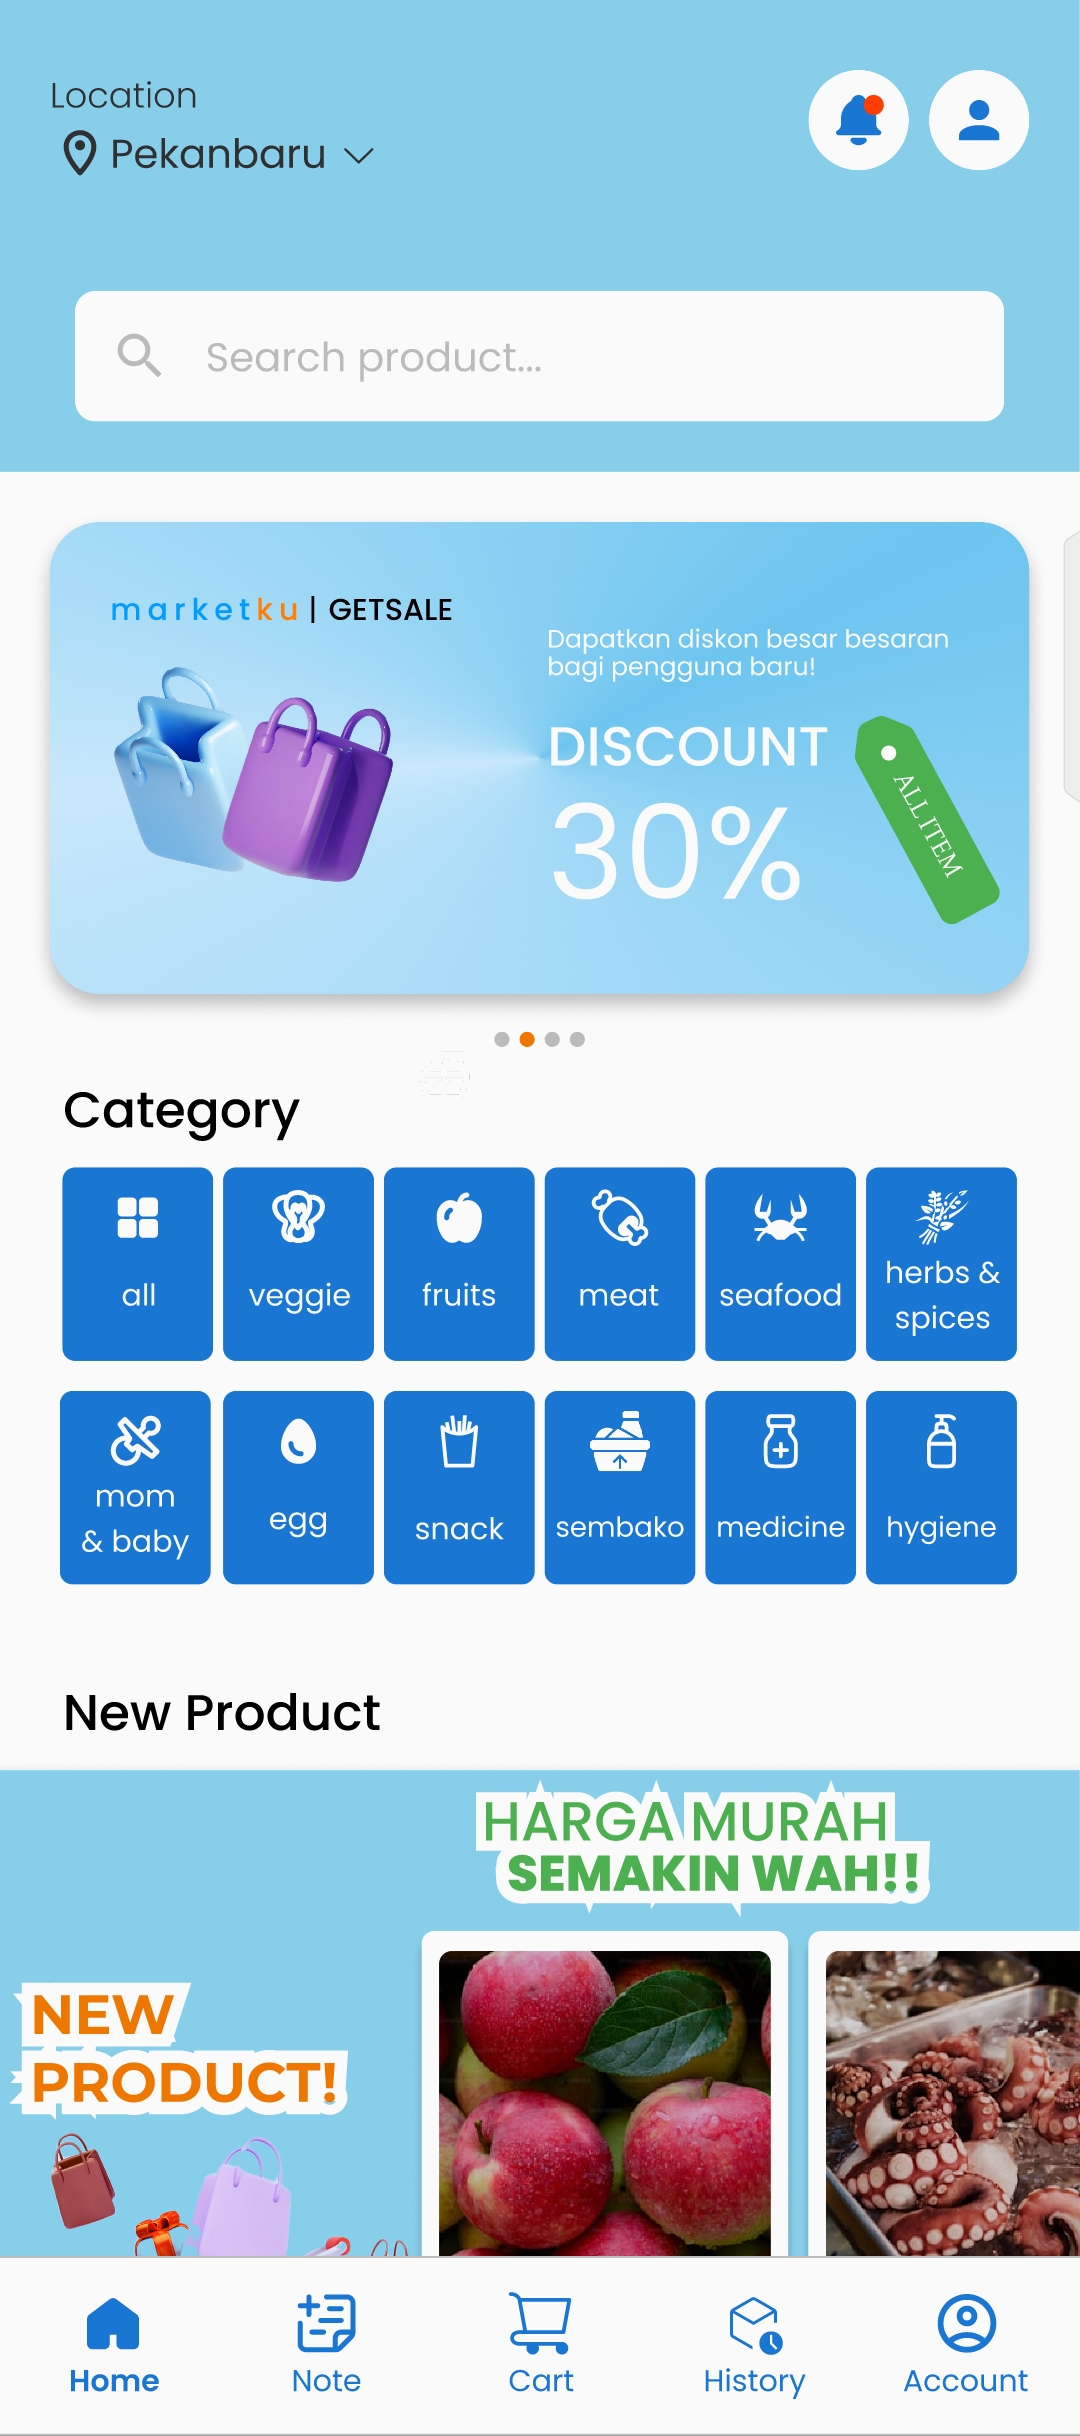 Location
Pekanbaru
Search product...
marketku | GETSALE
Dapatkan diskon besar besaran
bagi pengguna baru!
DISCOUNT
30%
ALL ITEM
Category
all
veggie
fruits
meat
seafood
herbs &
spices
mom
& baby
egg
snack
sembako
medicine
hygiene
New Product
HARGA MURAH
SEMAKIN WAH!!
NEW
PRODUCT!
Home
Note
Cart
History
Account